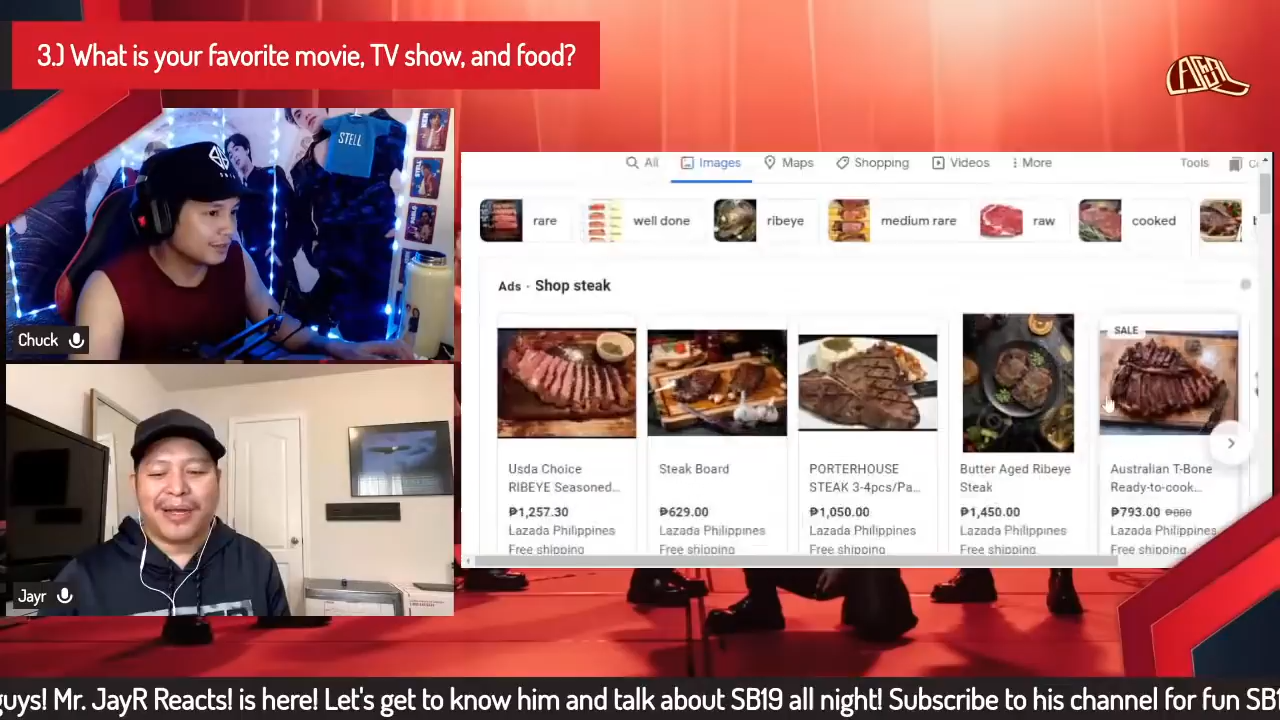 3.) What is your favorite movie, TV show, and food?
STELL
STELL
Chuck
Jayr
All
Images
Maps
Shopping
Videos
More
Tools
rare
well done
ribeye
medium rare
raw
cooked
Ads · Shop steak
Usda Choice
RIBEYE Seasoned...
₱1,257.30
Lazada Philippines
Free shipping
Steak Board
₱629.00
Lazada Philippines
Free shipping
PORTERHOUSE
STEAK 3-4pcs/Pa...
₱1,050.00
Lazada Philippines
Free shipping
Butter Aged Ribeye
Steak
₱1,450.00
Lazada Philippines
Free shipping
SALE
Australian T-Bone
Ready-to-cook...
₱793.00 ₱880
Lazada Philippines
Free shipping
guys! Mr. JayR Reacts! is here! Let's get to know him and talk about SB19 all night! Subscribe to his channel for fun SB1